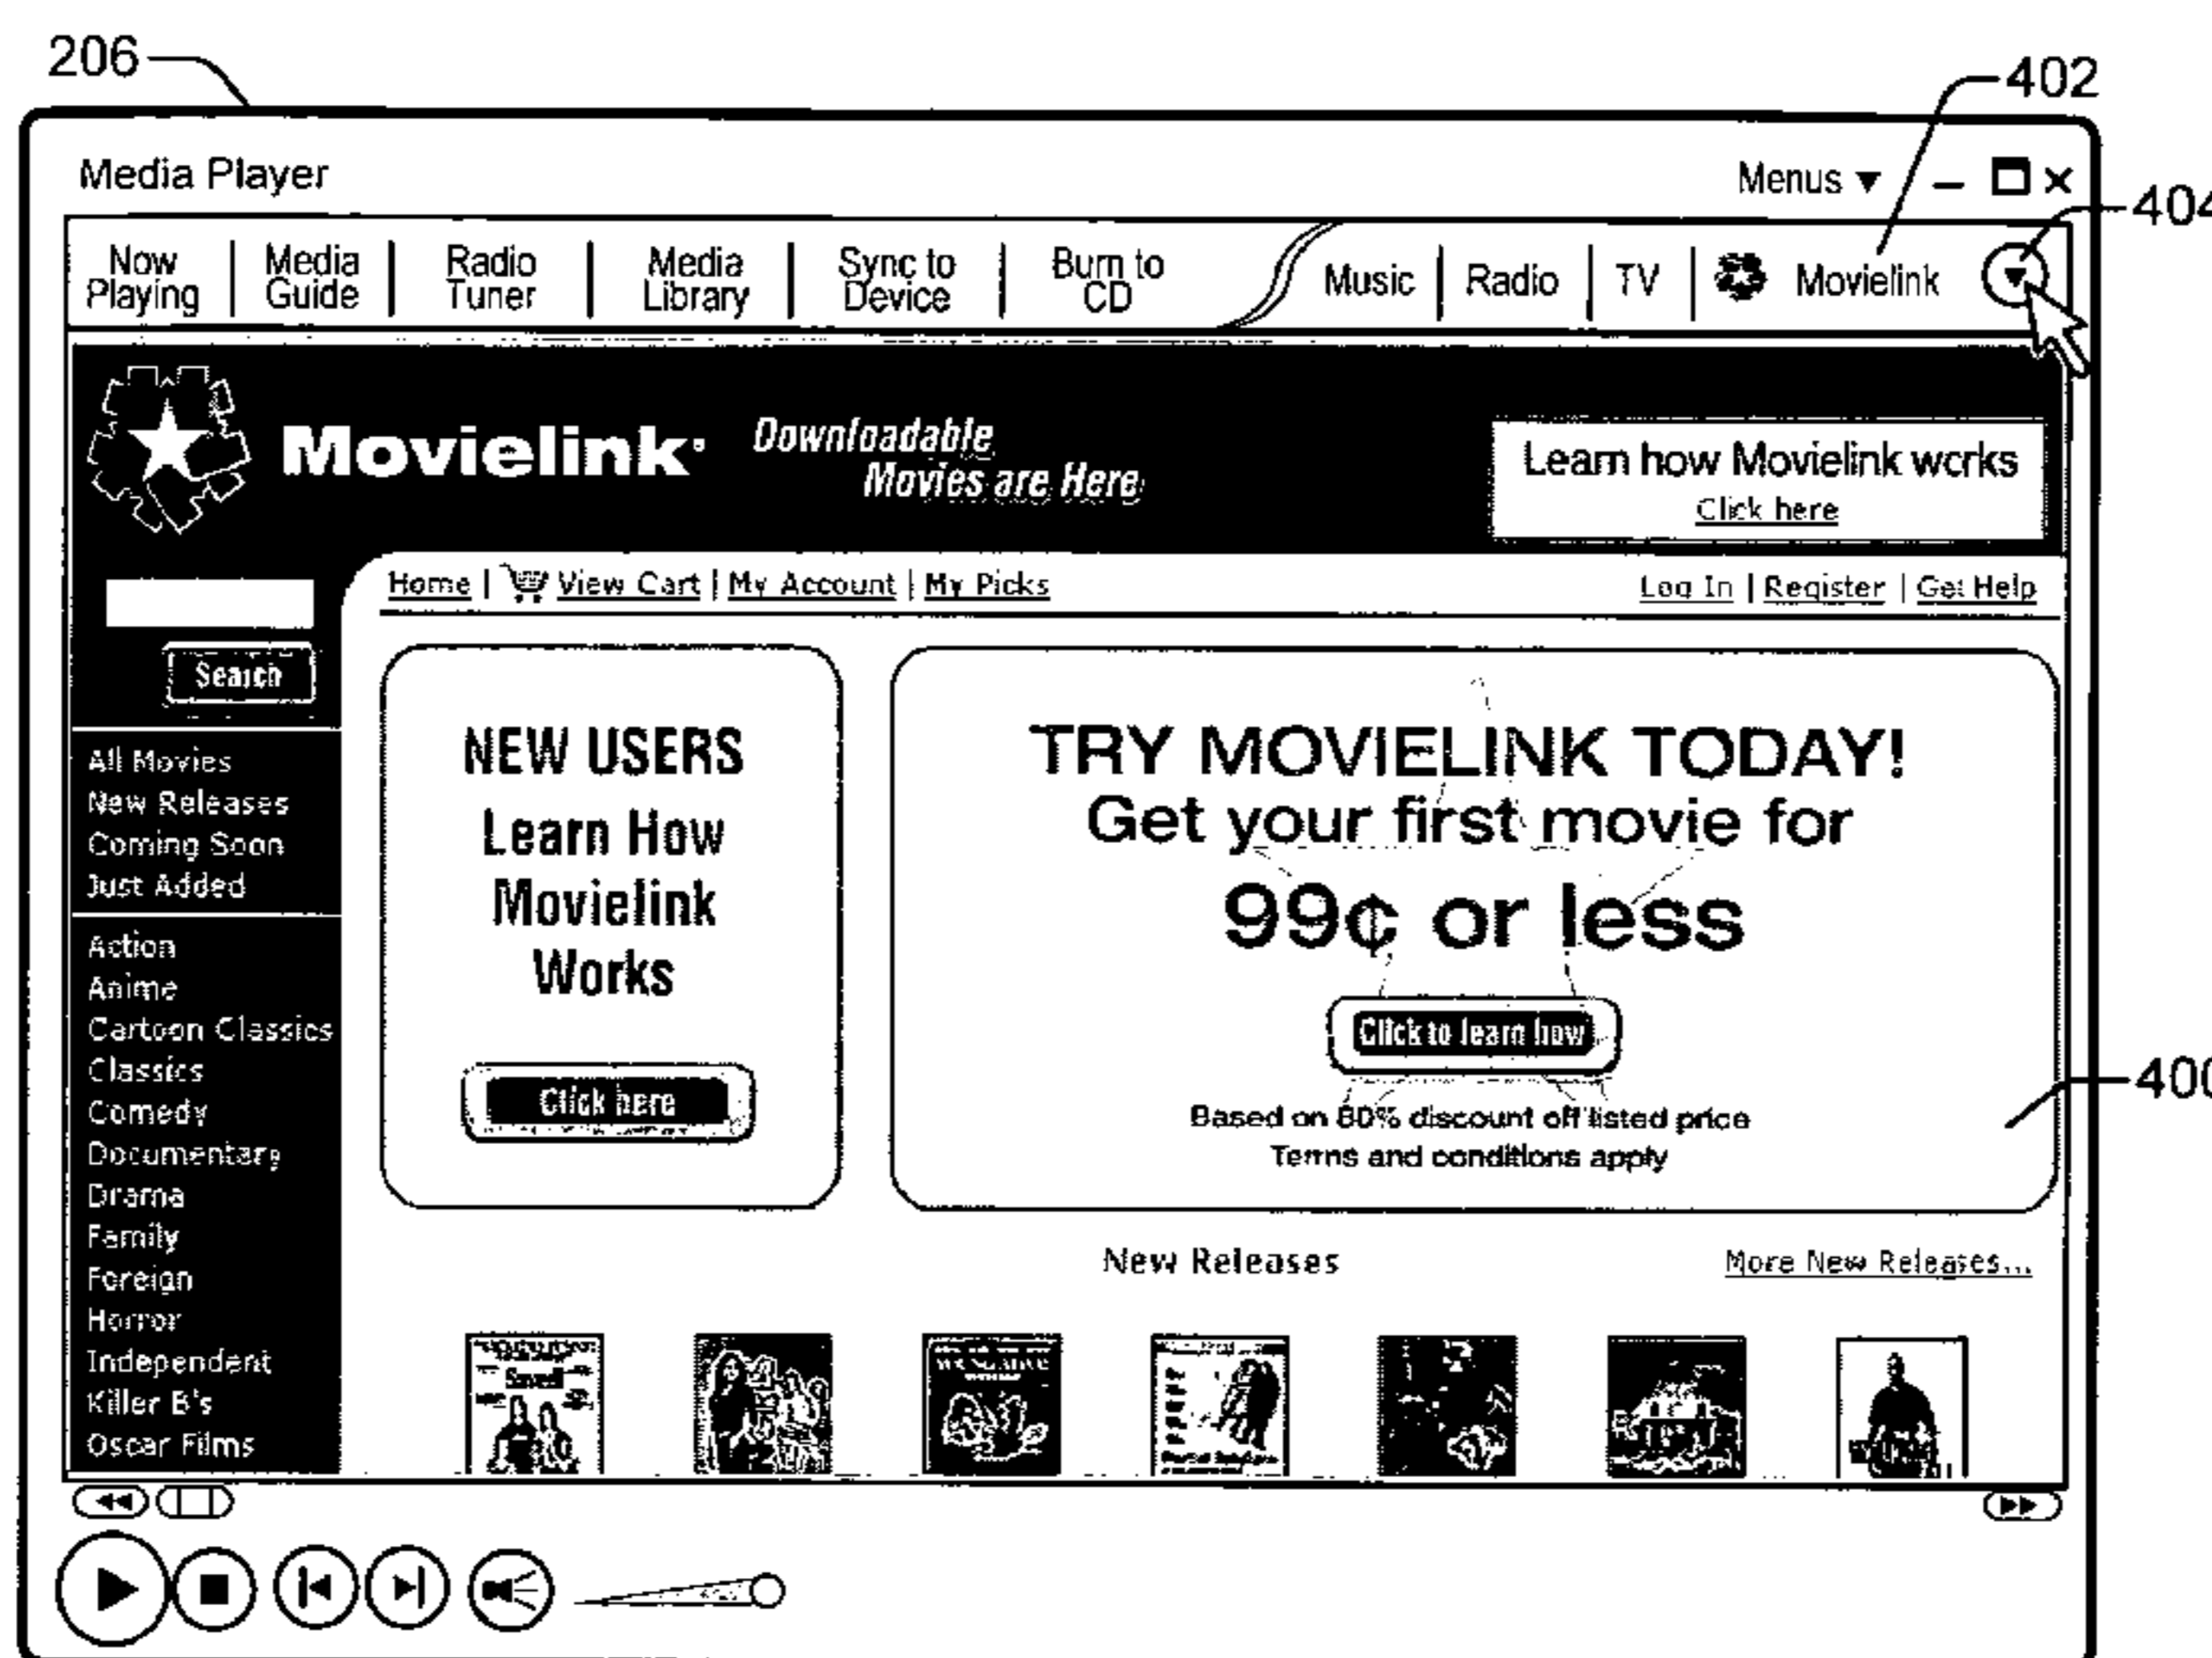 206
402
Media Player
Menus
404
Now Playing | Media Guide | Radio Tuner | Media Library | Sync to Device | Burn to CD
Music | Radio | TV | Movielink
Movielink
Downloadable
Movies are Here
Learn how Movielink works
Click here
Home | View Cart | My Account | My Picks
Log In | Register | Get Help
Search
All Movies
New Releases
Coming Soon
Just Added
Action
Anime
Cartoon Classics
Classics
Comedy
Documentary
Drama
Family
Foreign
Horror
Independent
Killer B's
Oscar Films
NEW USERS
Learn How
Movielink
Works
Click here
TRY MOVIELINK TODAY!
Get your first movie for
99¢ or less
Click to learn how
Based on 80% discount off listed price
Terms and conditions apply
400
New Releases
More New Releases...
Saved!